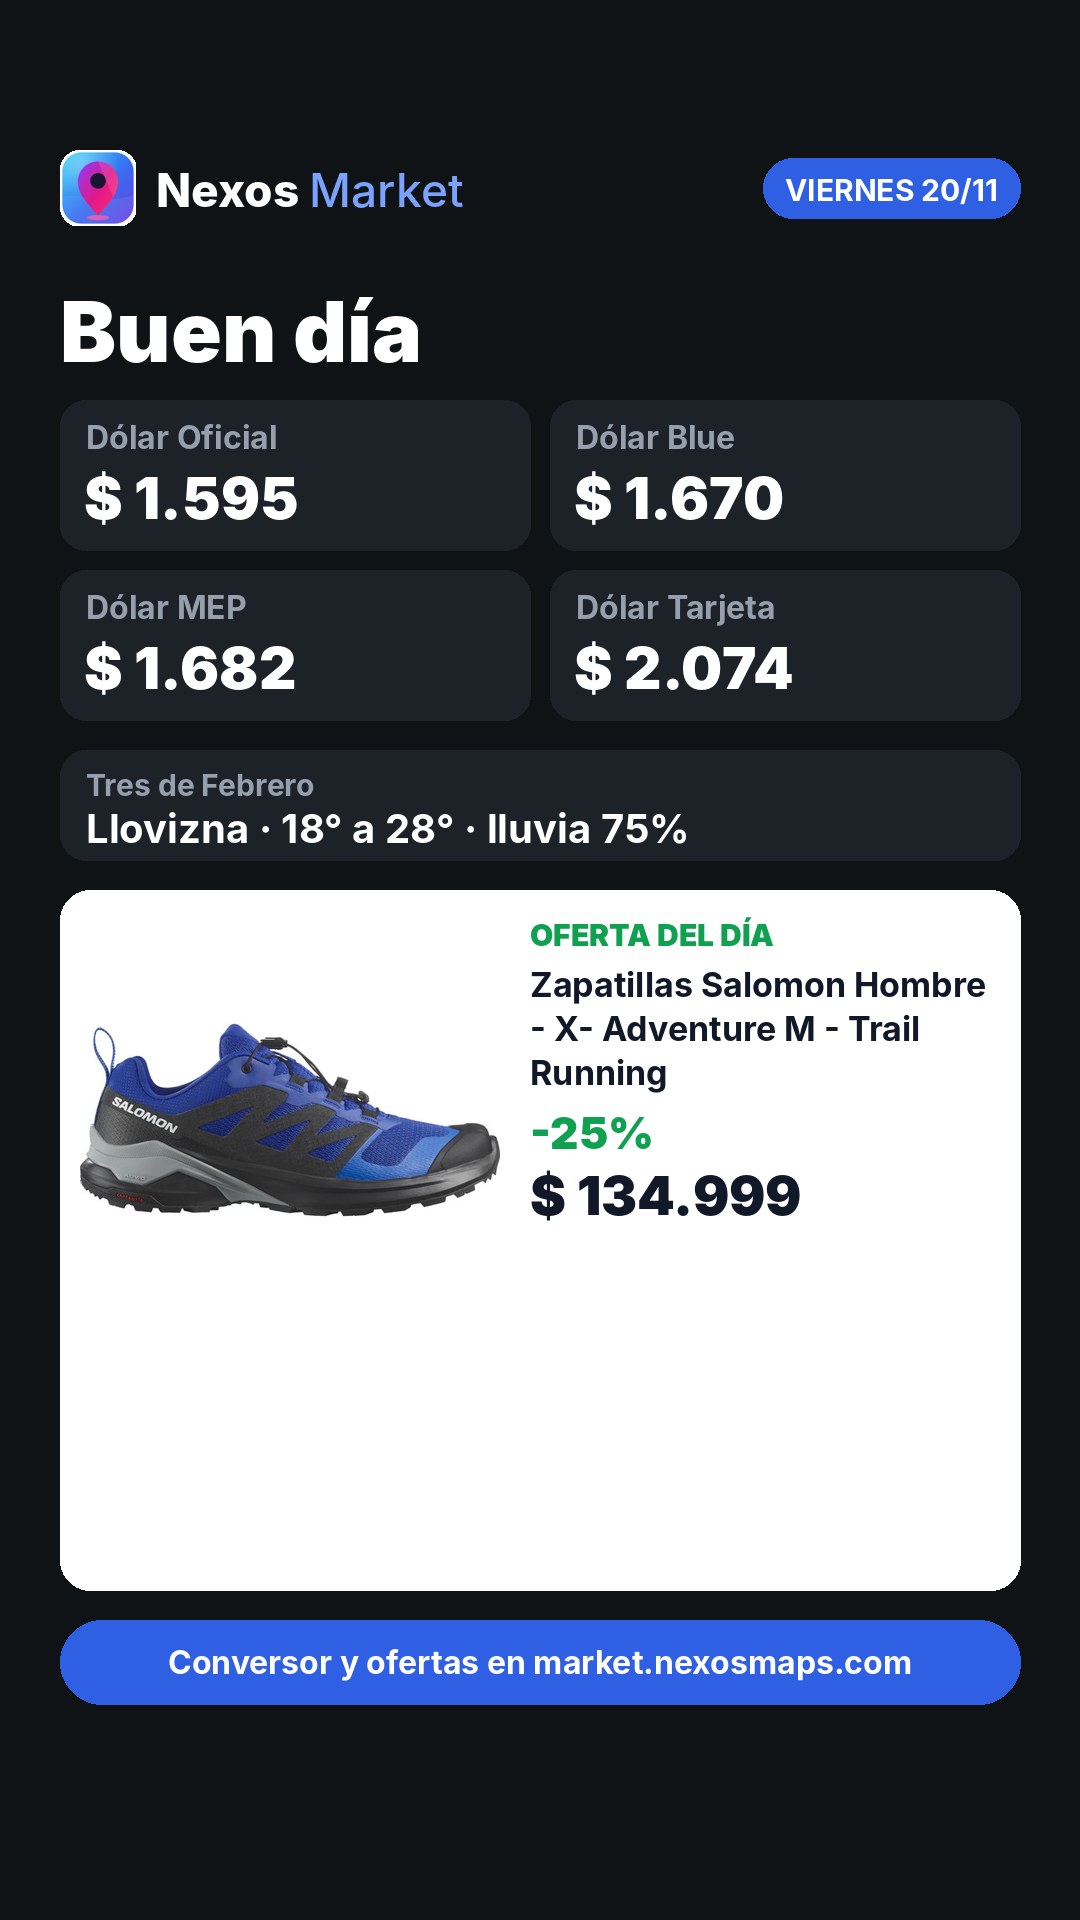 Nexos Market
VIERNES 20/11
Buen día
Dólar Oficial
$ 1.595
Dólar Blue
$ 1.670
Dólar MEP
$ 1.682
Dólar Tarjeta
$ 2.074
Tres de Febrero
Llovizna · 18° a 28° · lluvia 75%
SALOMON
OFERTA DEL DÍA
Zapatillas Salomon Hombre
- X- Adventure M - Trail
Running
-25%
$ 134.999
Conversor y ofertas en market.nexosmaps.com